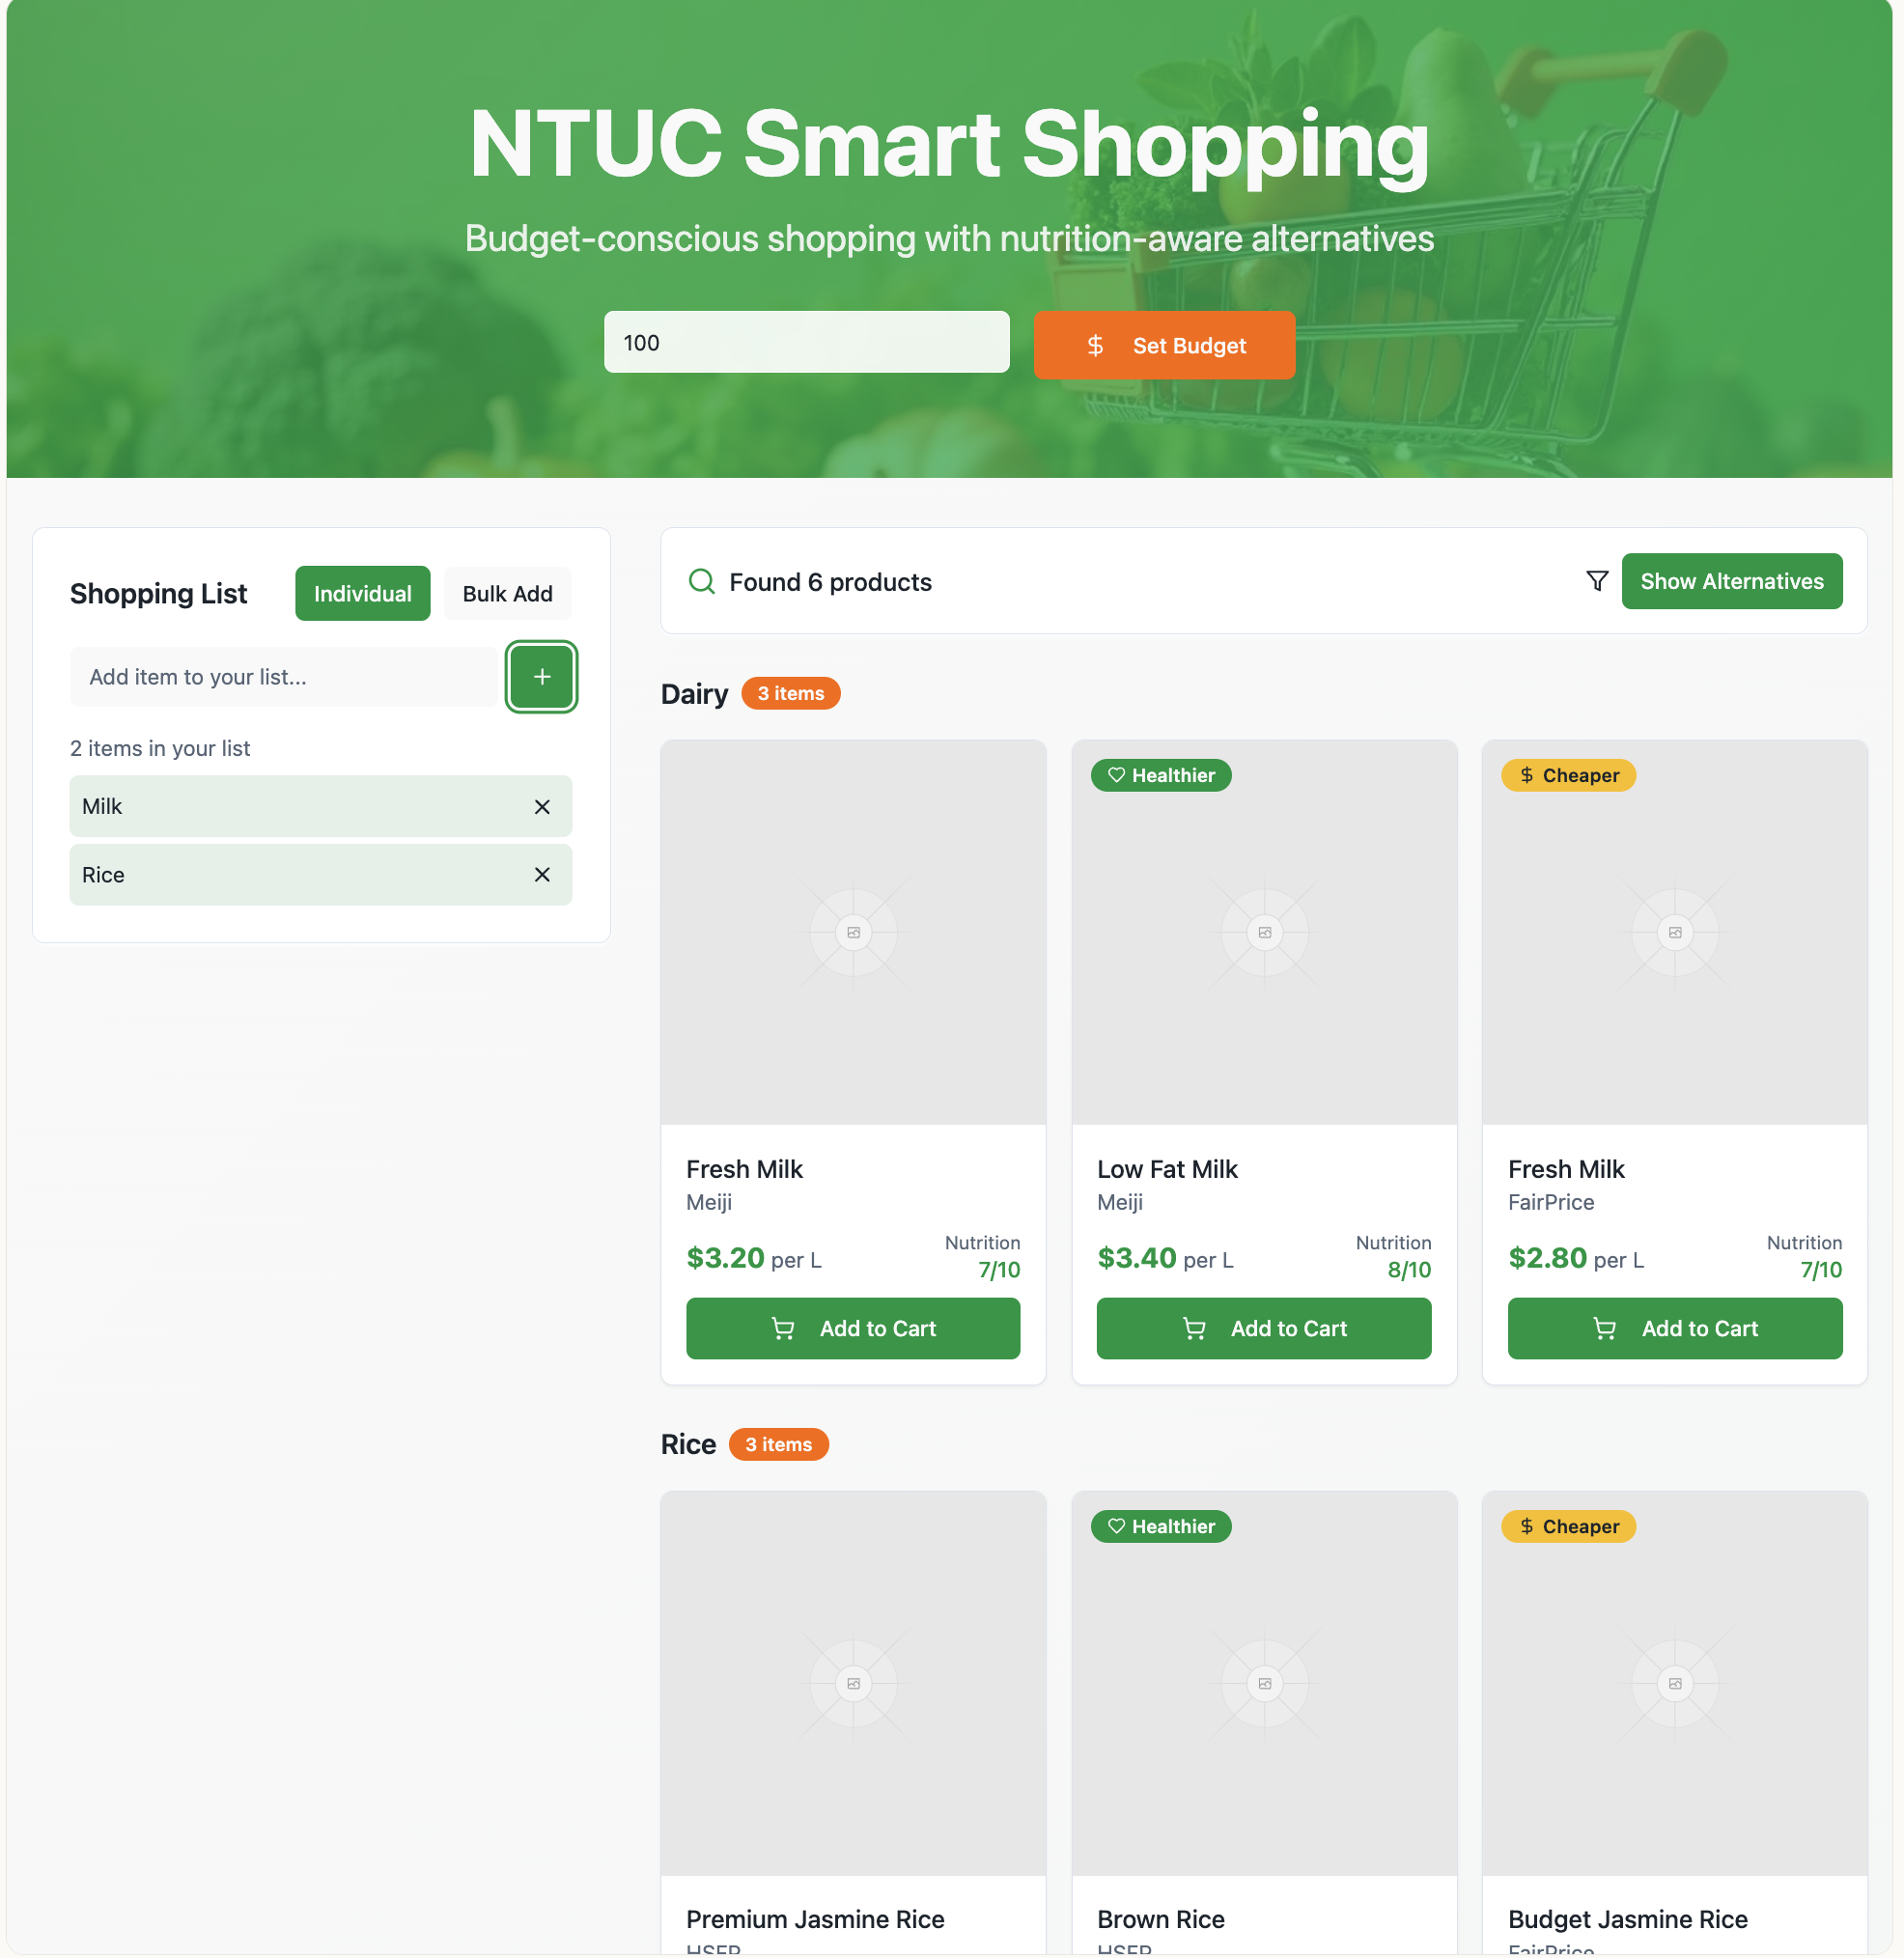 NTUC Smart Shopping
Budget-conscious shopping with nutrition-aware alternatives
100
Set Budget
Shopping List
Individual
Bulk Add
Add item to your list...
2 items in your list
Milk
Rice
Found 6 products
Show Alternatives
Dairy 3 items
Healthier
Cheaper
Fresh Milk
Meiji
$3.20 per L
Nutrition
7/10
Add to Cart
Low Fat Milk
Meiji
$3.40 per L
Nutrition
8/10
Add to Cart
Fresh Milk
FairPrice
$2.80 per L
Nutrition
7/10
Add to Cart
Rice 3 items
Healthier
Cheaper
Premium Jasmine Rice
Brown Rice
Budget Jasmine Rice
FairPrice